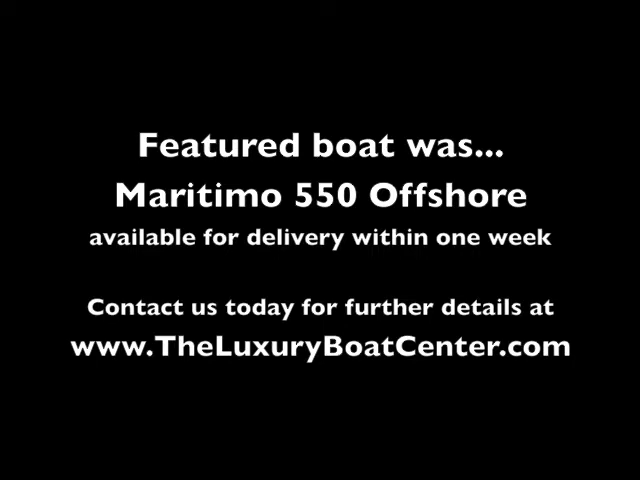 Featured boat was...
Maritimo 550 Offshore
available for delivery within one week
Contact us today for further details at
www.TheLuxuryBoatCenter.com